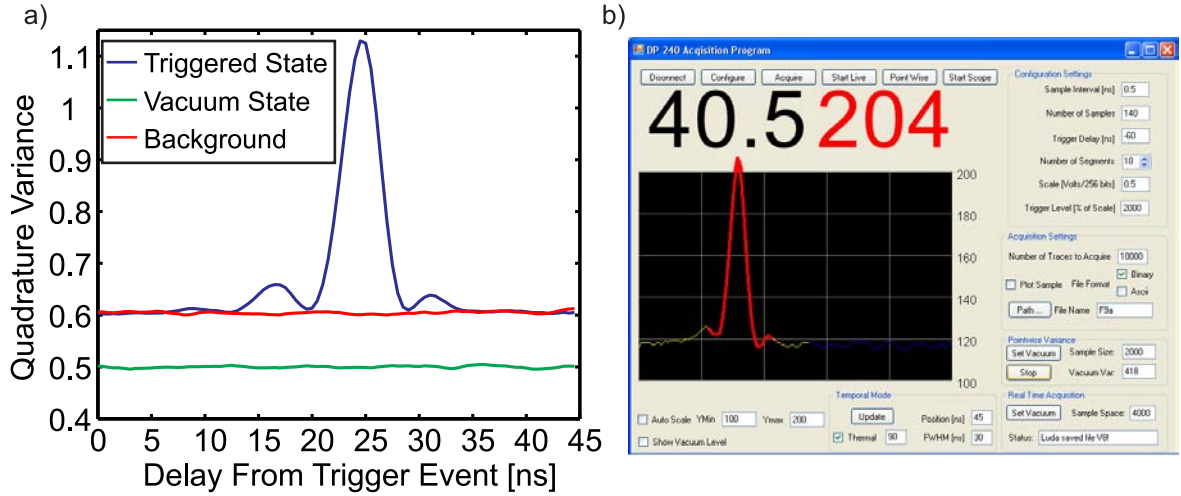 a)
Quadrature Variance
1.1
1
0.9
0.8
0.7
0.6
0.5
0.4
Triggered State
Vacuum State
Background
0 5 10 15 20 25 30 35 40 45
Delay From Trigger Event [ns]
b)
DP 240 Acqisition Program
Disconnect Configure Acquire Start Live Point Wise Start Scope
40.5 204
200
180
160
140
120
100
Configuration Settings
Sample Interval [ns] 0.5
Number of Samples 140
Trigger Delay [ns] -60
Number of Segments 10
Scale [Volts/256 bits] 0.5
Trigger Level [% of Scale] 2000
Acquisition Settings
Number of Traces to Acquire 10000
Binary
Plot Sample File Format
Ascii
Path ... File Name F9a
Pointwise Variance
Set Vacuum Sample Size: 2000
Stop Vacuum Var: 418
Auto Scale YMin 100 Ymax 200
Show Vacuum Level
Temporal Mode
Update Position [ns] 45
Thermal 90 FWHM [ns] 30
Real Time Acquisition
Set Vacuum Sample Space: 4000
Status: Luda saved file V8f